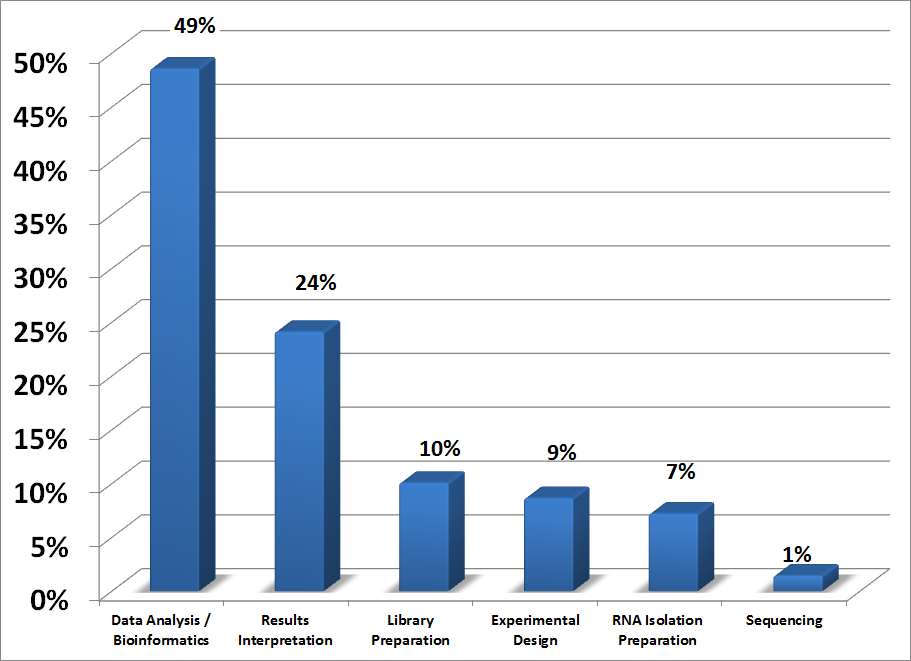 49%
50%
45%
40%
35%
30%
25%
20%
15%
10%
5%
0%
24%
10%
9%
7%
1%
Data Analysis /
Bioinformatics
Results
Interpretation
Library
Preparation
Experimental
Design
RNA Isolation
Preparation
Sequencing